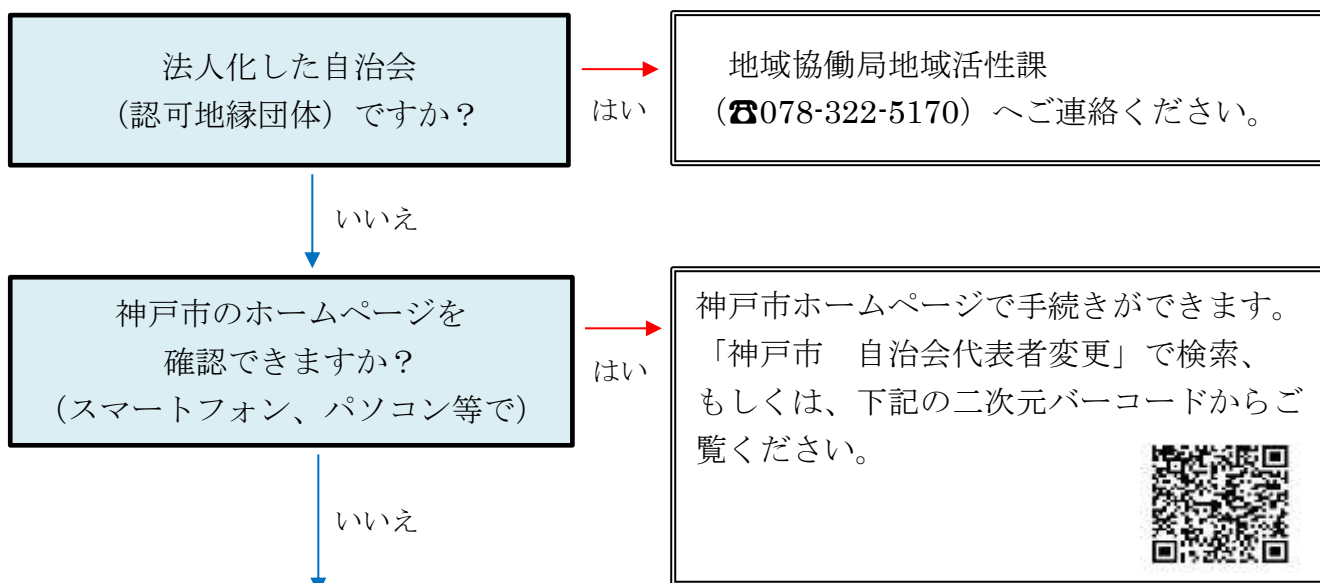 法人化した自治会
（認可地縁団体）ですか？
はい
地域協働局地域活性課
（☎078-322-5170）へご連絡ください。
いいえ
神戸市のホームページを
確認できますか？
（スマートフォン、パソコン等で）
はい
神戸市ホームページで手続きができます。
「神戸市　自治会代表者変更」で検索、
もしくは、下記の二次元バーコードからご
覧ください。
いいえ